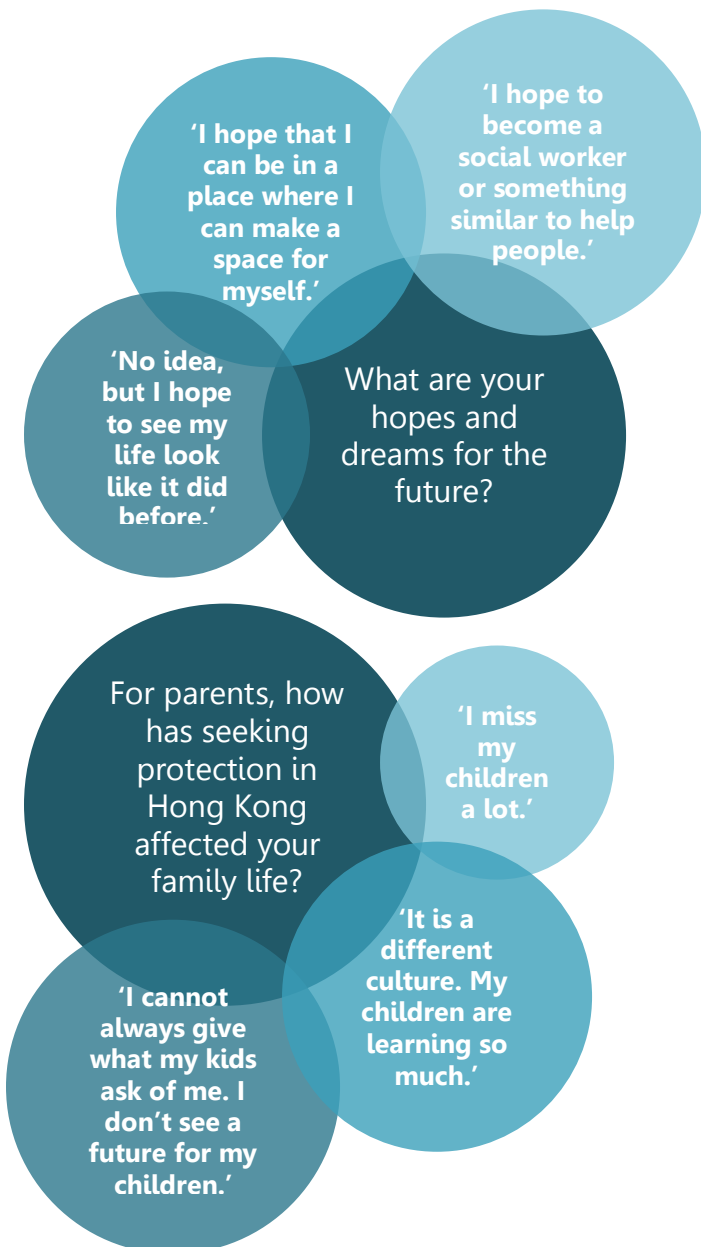 ‘I hope that I
can be in a
place where I
can make a
space for
myself.’
‘I hope to
become a
social worker
or something
similar to help
people.’
‘No idea,
but I hope
to see my
life look
like it did
before.’
What are your
hopes and
dreams for the
future?
For parents, how
has seeking
protection in
Hong Kong
affected your
family life?
‘I miss
my
children
a lot.’
‘It is a
different
culture. My
children are
learning so
much.’
‘I cannot
always give
what my kids
ask of me. I
don’t see a
future for my
children.’